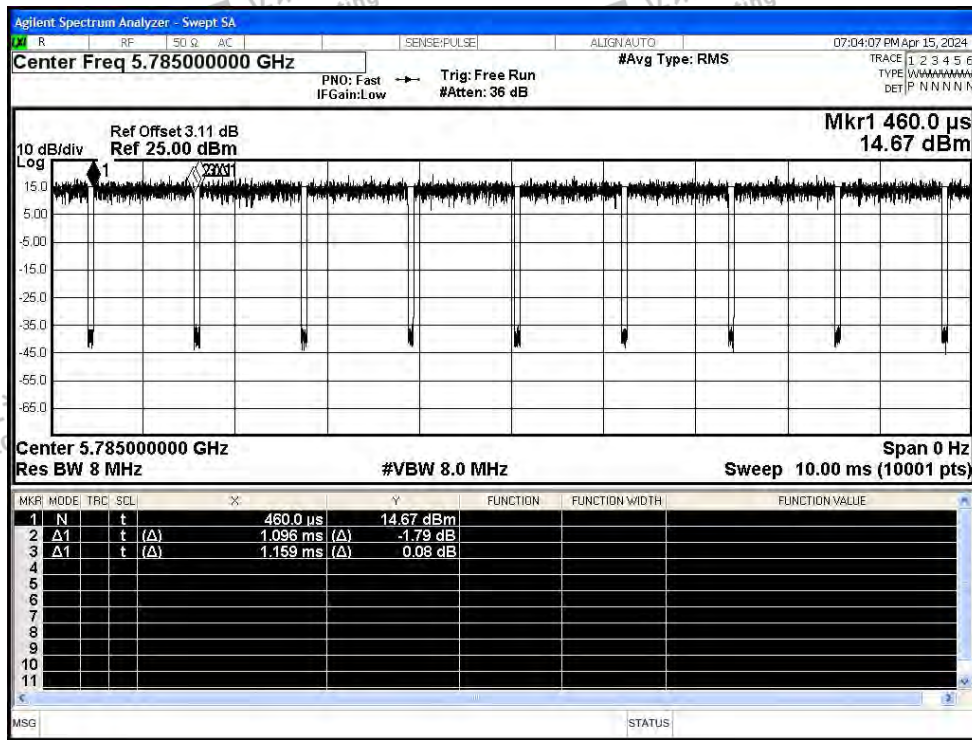 Agilent Spectrum Analyzer - Swept SA
LXI R RF 50 Ω AC SENSE:PULSE ALIGN AUTO 07:04:07 PM Apr 15, 2024
Center Freq 5.785000000 GHz #Avg Type: RMS TRACE 1 2 3 4 5 6
PNO: Fast Trig: Free Run TYPE WWWWWW
IFGain:Low #Atten: 36 dB DET P N N N N N
Mkr1 460.0 µs
Ref Offset 3.11 dB
10 dB/div Ref 25.00 dBm 14.67 dBm
Log
1
15.0
5.00
-5.00
-15.0
-25.0
-35.0
-45.0
-55.0
-65.0
Center 5.785000000 GHz Span 0 Hz
Res BW 8 MHz #VBW 8.0 MHz Sweep 10.00 ms (10001 pts)
MKR MODE TRC SCL X Y FUNCTION FUNCTION WIDTH FUNCTION VALUE
1 N t 460.0 µs 14.67 dBm
2 Δ1 t (Δ) 1.096 ms (Δ) -1.79 dB
3 Δ1 t (Δ) 1.159 ms (Δ) 0.08 dB
4
5
6
7
8
9
10
11
MSG STATUS